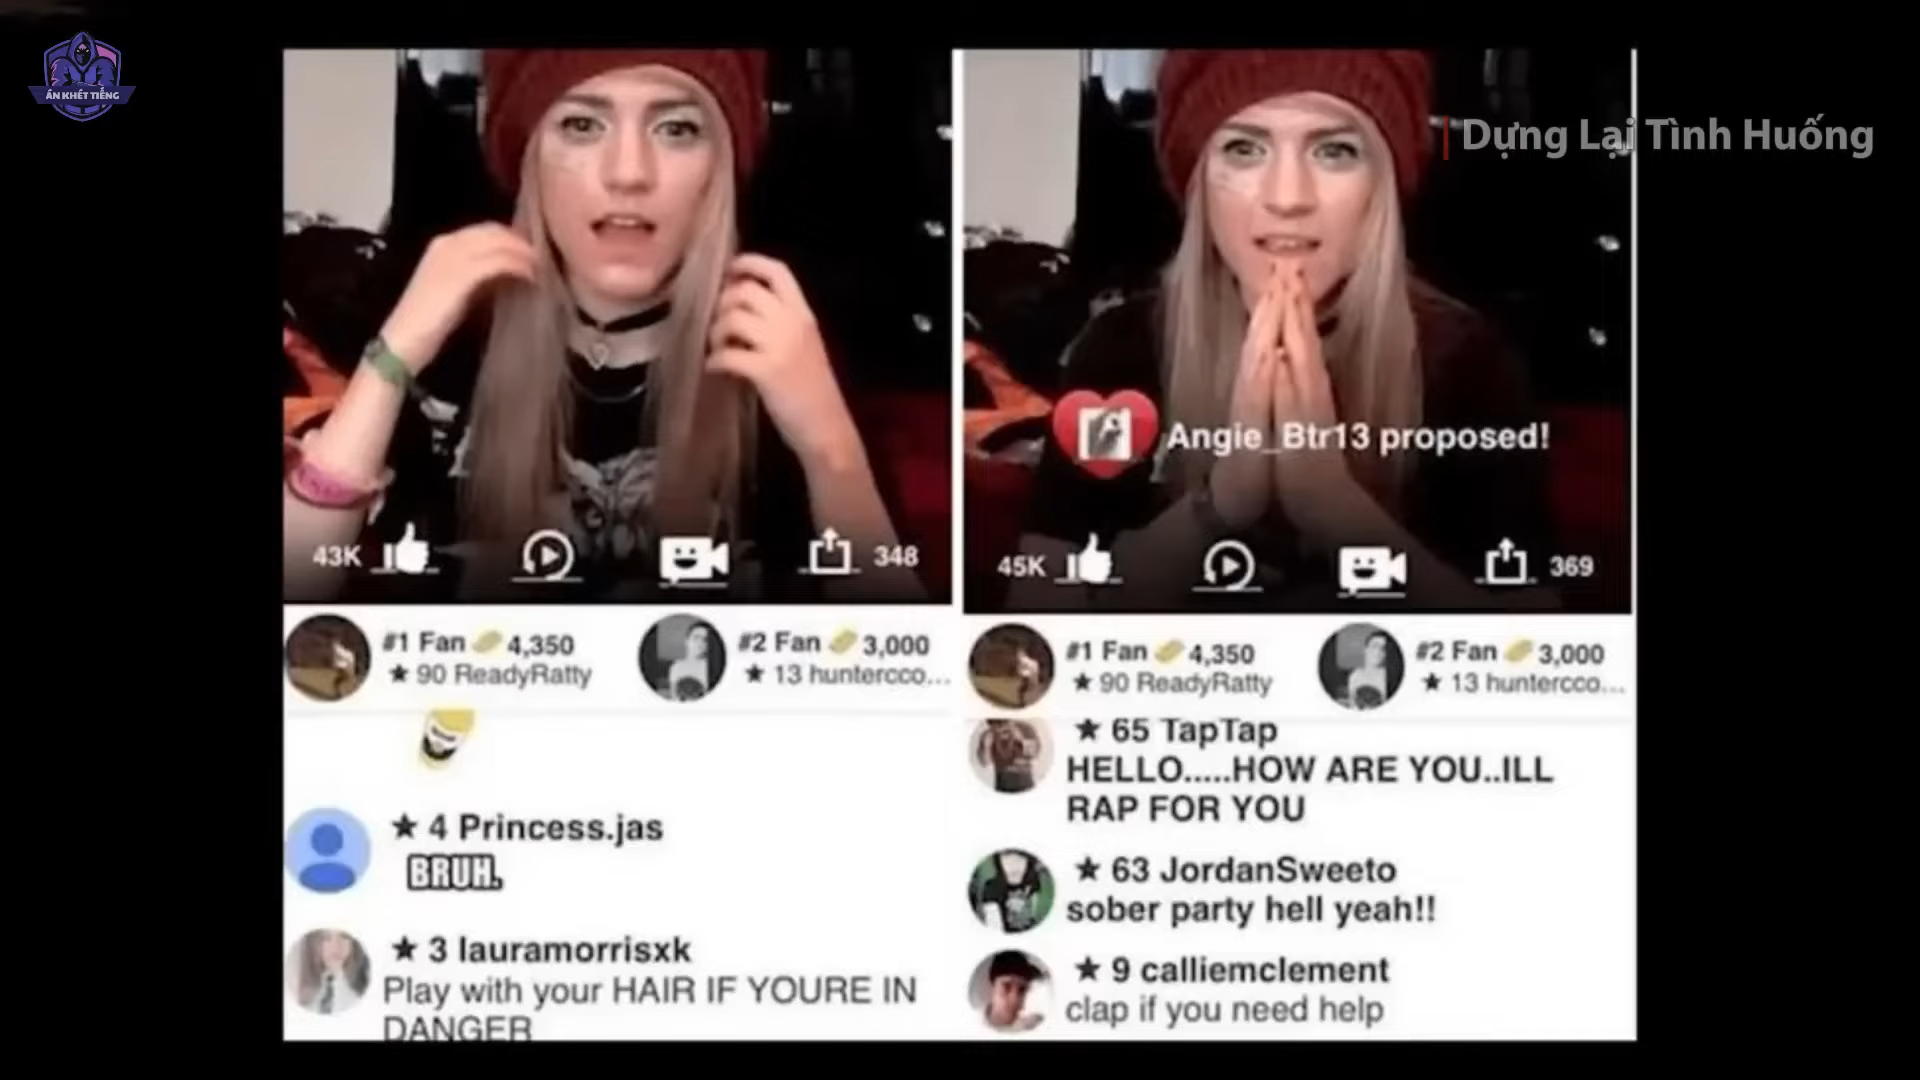 ÁN KHÉT TIẾNG
Dựng Lại Tình Huống
43K
348
#1 Fan 4,350
★ 90 ReadyRatty
#2 Fan 3,000
★ 13 huntercco...
★ 4 Princess.jas
BRUH.
★ 3 lauramorrisxk
Play with your HAIR IF YOURE IN
DANGER
Angie_Btr13 proposed!
45K
369
#1 Fan 4,350
★ 90 ReadyRatty
#2 Fan 3,000
★ 13 huntercco...
★ 65 TapTap
HELLO.....HOW ARE YOU..ILL
RAP FOR YOU
★ 63 JordanSweeto
sober party hell yeah!!
★ 9 calliemclement
clap if you need help